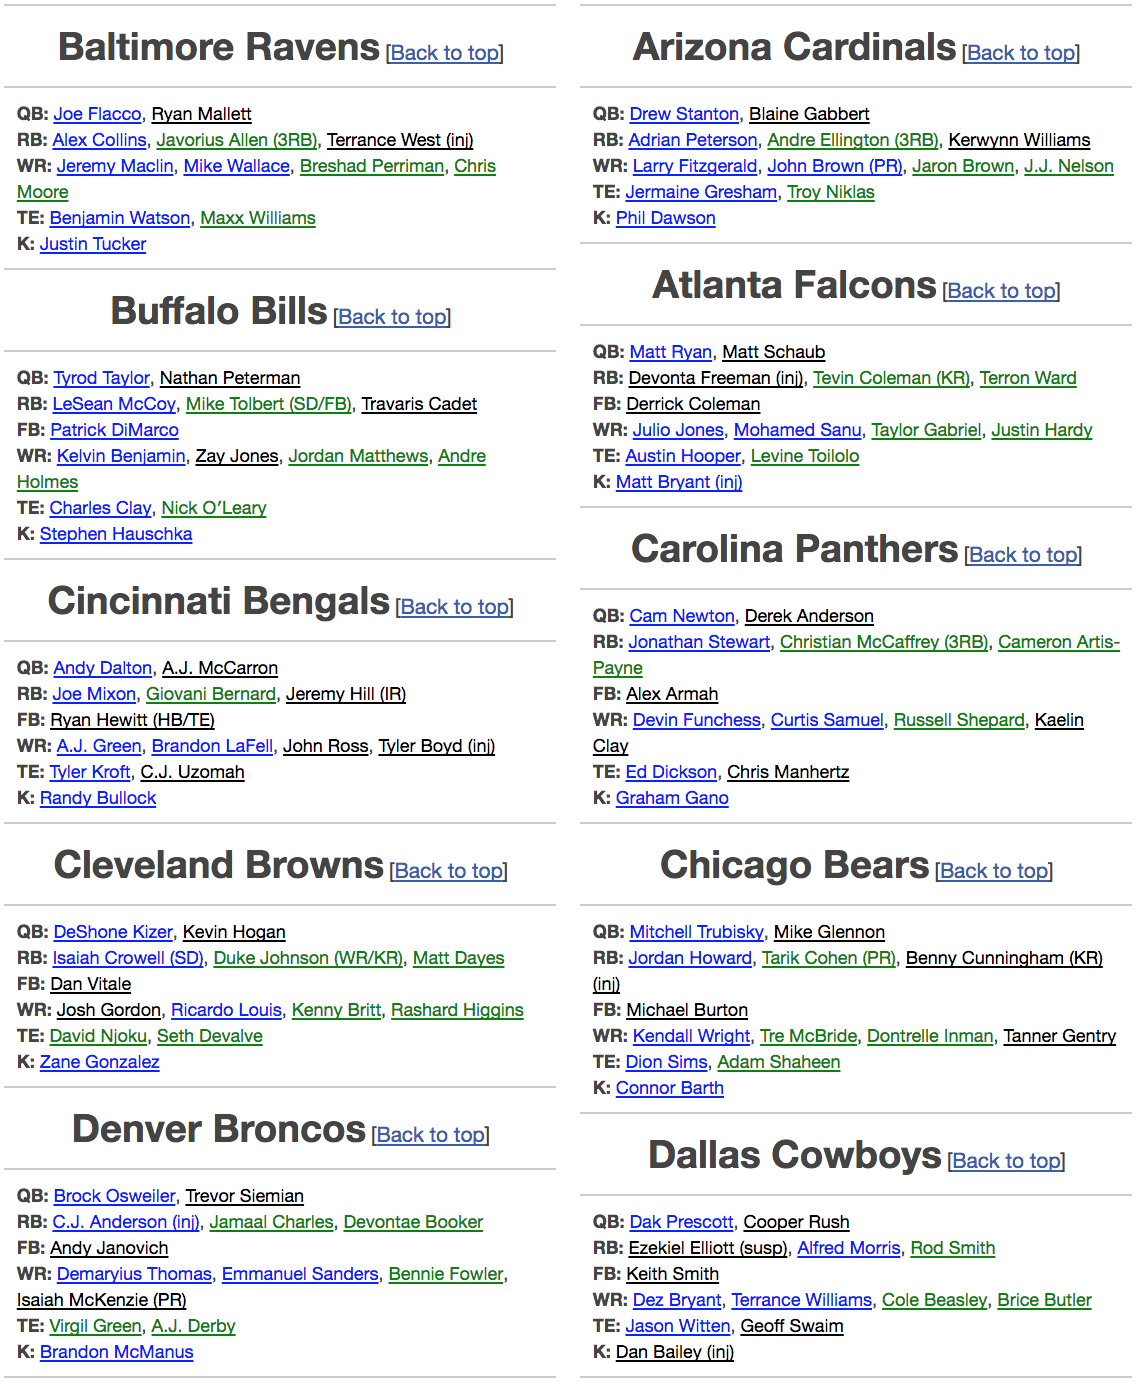 Baltimore Ravens [Back to top]
QB: Joe Flacco, Ryan Mallett
RB: Alex Collins, Javorius Allen (3RB), Terrance West (inj)
WR: Jeremy Maclin, Mike Wallace, Breshad Perriman, Chris
Moore
TE: Benjamin Watson, Maxx Williams
K: Justin Tucker
Buffalo Bills [Back to top]
QB: Tyrod Taylor, Nathan Peterman
RB: LeSean McCoy, Mike Tolbert (SD/FB), Travaris Cadet
FB: Patrick DiMarco
WR: Kelvin Benjamin, Zay Jones, Jordan Matthews, Andre
Holmes
TE: Charles Clay, Nick O′Leary
K: Stephen Hauschka
Cincinnati Bengals [Back to top]
QB: Andy Dalton, A.J. McCarron
RB: Joe Mixon, Giovani Bernard, Jeremy Hill (IR)
FB: Ryan Hewitt (HB/TE)
WR: A.J. Green, Brandon LaFell, John Ross, Tyler Boyd (inj)
TE: Tyler Kroft, C.J. Uzomah
K: Randy Bullock
Cleveland Browns [Back to top]
QB: DeShone Kizer, Kevin Hogan
RB: Isaiah Crowell (SD), Duke Johnson (WR/KR), Matt Dayes
FB: Dan Vitale
WR: Josh Gordon, Ricardo Louis, Kenny Britt, Rashard Higgins
TE: David Njoku, Seth Devalve
K: Zane Gonzalez
Denver Broncos [Back to top]
QB: Brock Osweiler, Trevor Siemian
RB: C.J. Anderson (inj), Jamaal Charles, Devontae Booker
FB: Andy Janovich
WR: Demaryius Thomas, Emmanuel Sanders, Bennie Fowler,
Isaiah McKenzie (PR)
TE: Virgil Green, A.J. Derby
K: Brandon McManus
Arizona Cardinals [Back to top]
QB: Drew Stanton, Blaine Gabbert
RB: Adrian Peterson, Andre Ellington (3RB), Kerwynn Williams
WR: Larry Fitzgerald, John Brown (PR), Jaron Brown, J.J. Nelson
TE: Jermaine Gresham, Troy Niklas
K: Phil Dawson
Atlanta Falcons [Back to top]
QB: Matt Ryan, Matt Schaub
RB: Devonta Freeman (inj), Tevin Coleman (KR), Terron Ward
FB: Derrick Coleman
WR: Julio Jones, Mohamed Sanu, Taylor Gabriel, Justin Hardy
TE: Austin Hooper, Levine Toilolo
K: Matt Bryant (inj)
Carolina Panthers [Back to top]
QB: Cam Newton, Derek Anderson
RB: Jonathan Stewart, Christian McCaffrey (3RB), Cameron Artis-
Payne
FB: Alex Armah
WR: Devin Funchess, Curtis Samuel, Russell Shepard, Kaelin
Clay
TE: Ed Dickson, Chris Manhertz
K: Graham Gano
Chicago Bears [Back to top]
QB: Mitchell Trubisky, Mike Glennon
RB: Jordan Howard, Tarik Cohen (PR), Benny Cunningham (KR)
(inj)
FB: Michael Burton
WR: Kendall Wright, Tre McBride, Dontrelle Inman, Tanner Gentry
TE: Dion Sims, Adam Shaheen
K: Connor Barth
Dallas Cowboys [Back to top]
QB: Dak Prescott, Cooper Rush
RB: Ezekiel Elliott (susp), Alfred Morris, Rod Smith
FB: Keith Smith
WR: Dez Bryant, Terrance Williams, Cole Beasley, Brice Butler
TE: Jason Witten, Geoff Swaim
K: Dan Bailey (inj)